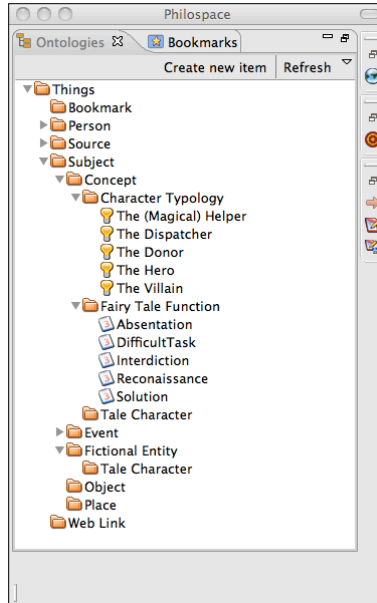 Philospace
Ontologies Bookmarks
Create new item Refresh
Things
Bookmark
Person
Source
Subject
Concept
Character Typology
The (Magical) Helper
The Dispatcher
The Donor
The Hero
The Villain
Fairy Tale Function
Absentation
DifficultTask
Interdiction
Reconaissance
Solution
Tale Character
Event
Fictional Entity
Tale Character
Object
Place
Web Link